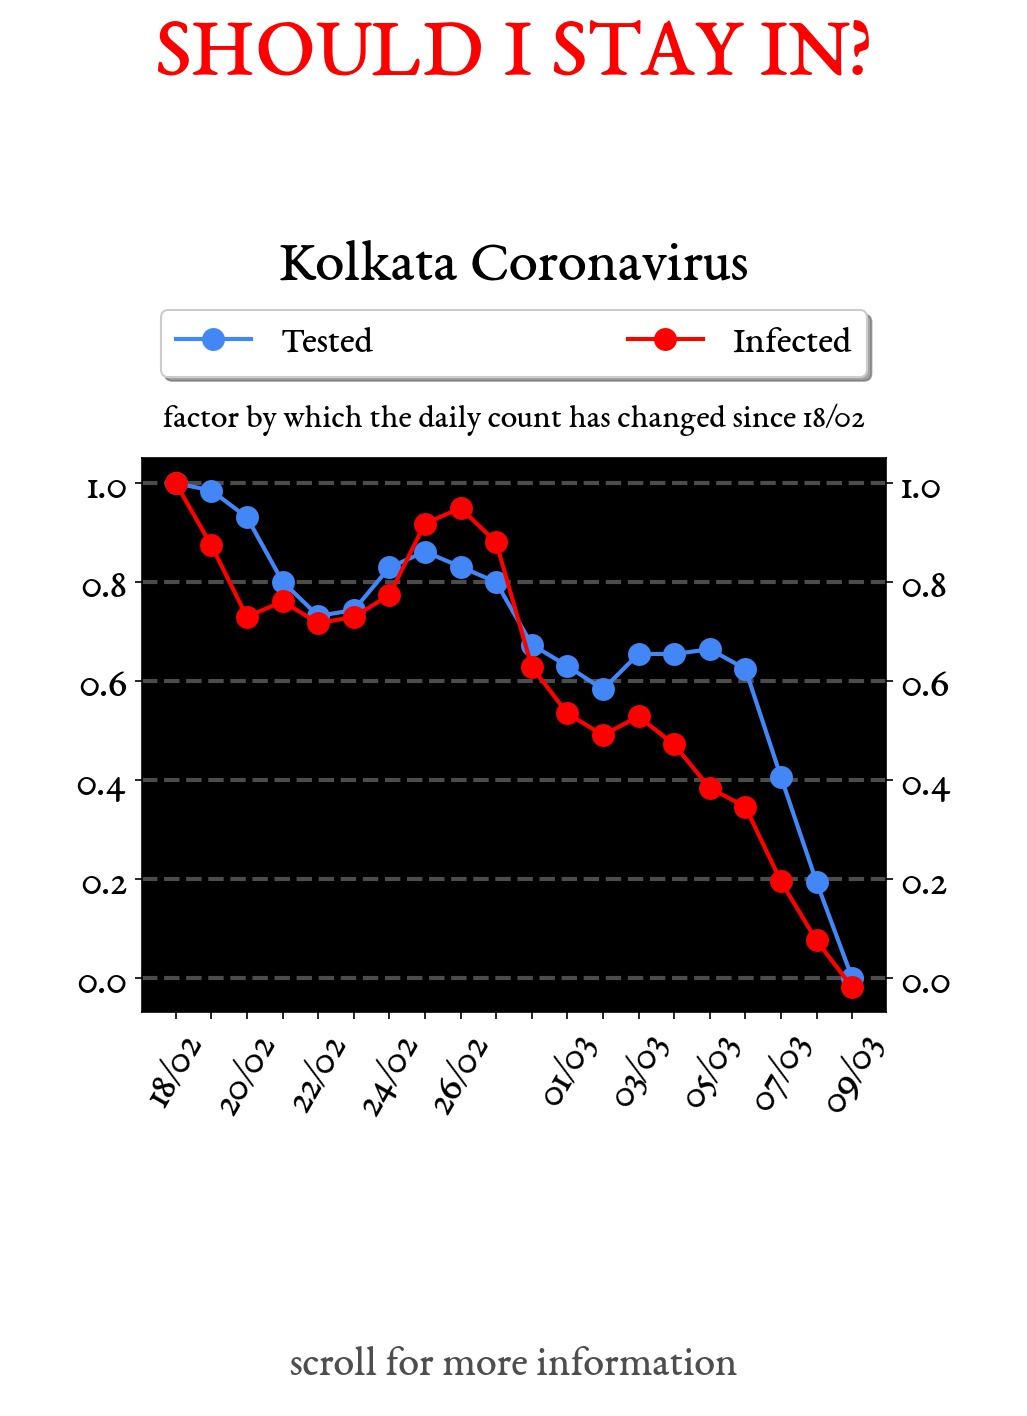 SHOULD I STAY IN?
Kolkata Coronavirus
Tested Infected
factor by which the daily count has changed since 18/02
1.0 1.0
0.8 0.8
0.6 0.6
0.4 0.4
0.2 0.2
0.0 0.0
18/02 20/02 22/02 24/02 26/02 01/03 03/03 05/03 07/03 09/03
scroll for more information